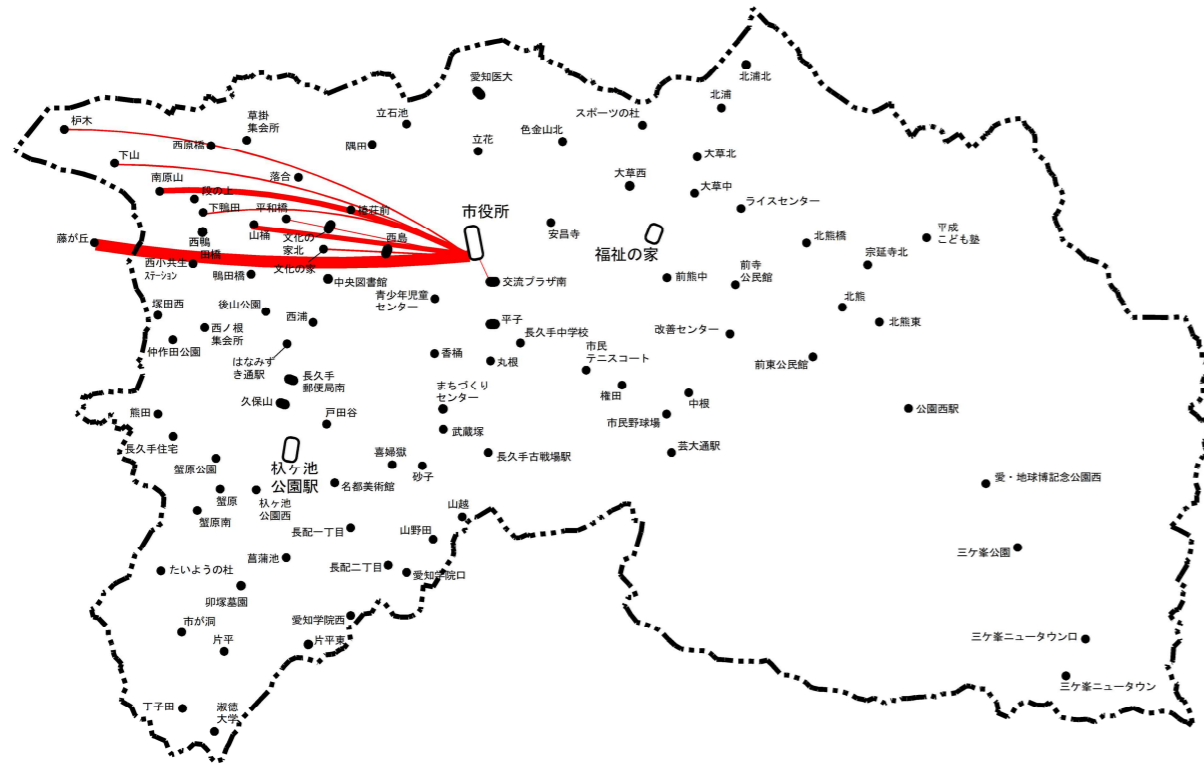 北浦北
愛知医大
北浦
スポーツの杜
立石池
草掛
集会所
枦木
西原橋
隅田
立花
色金山北
大草北
下山
南原山
段の上
落合
大草西
大草中
ライスセンター
下鴨田
平和橋
椿荘前
市役所
安昌寺
福祉の家
北熊橋
平成
こども塾
藤が丘
西鴨
田橋
山桶
文化の
家北
西島
宗延寺北
西小共生
ステーション
鴨田橋
文化の家
中央図書館
青少年児童
センター
交流プラザ南
前熊中
前寺
公民館
塚田西
後山公園
西浦
北熊
北熊東
西ノ根
集会所
仲作田公園
はなみず
き通駅
平子
長久手中学校
改善センター
香桶
丸根
市民
テニスコート
前東公民館
長久手
郵便局南
久保山
まちづくり
センター
権田
中根
熊田
戸田谷
武蔵塚
市民野球場
公園西駅
長久手住宅
蟹原公園
杁ヶ池
公園駅
喜婦嶽
砂子
長久手古戦場駅
芸大通駅
蟹原
杁ヶ池
公園西
名都美術館
愛・地球博記念公園西
蟹原南
山越
長配一丁目
山野田
菖蒲池
長配二丁目
愛知学院口
三ケ峯公園
たいようの杜
卯塚墓園
市が洞
片平
愛知学院西
片平東
三ケ峯ニュータウン口
三ケ峯ニュータウン
丁子田
淑徳
大学